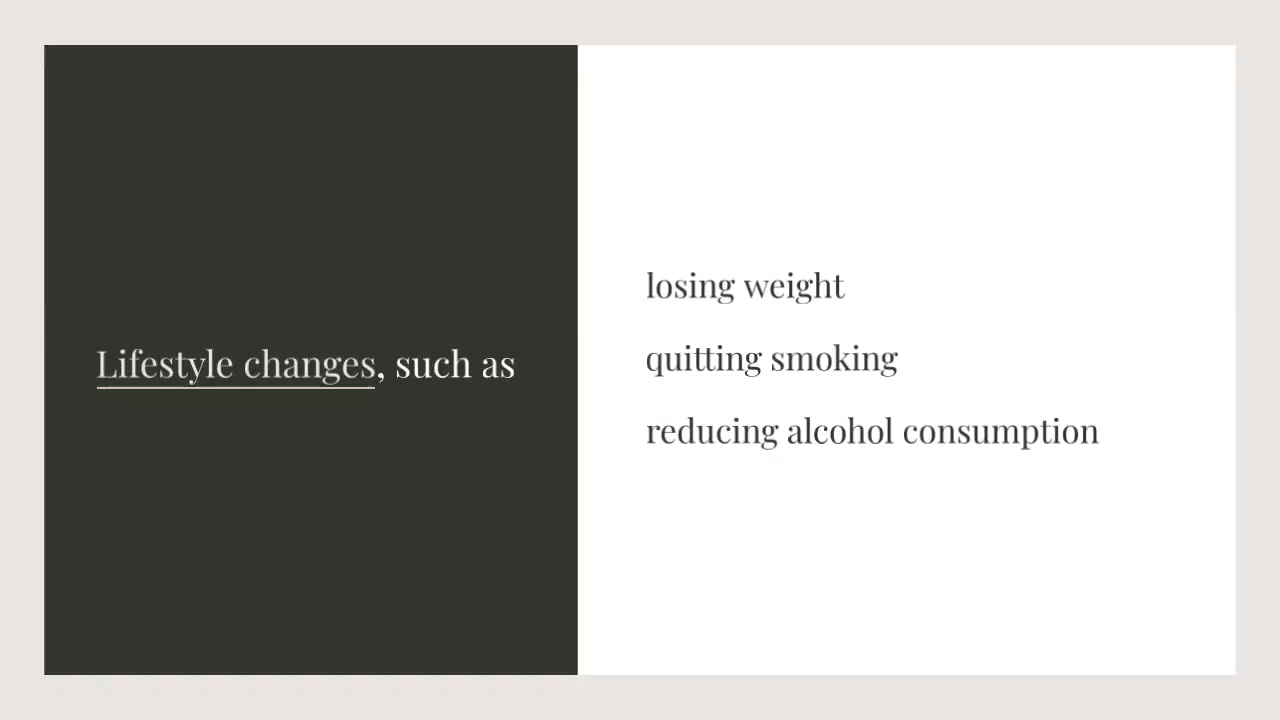 Lifestyle changes, such as
losing weight
quitting smoking
reducing alcohol consumption